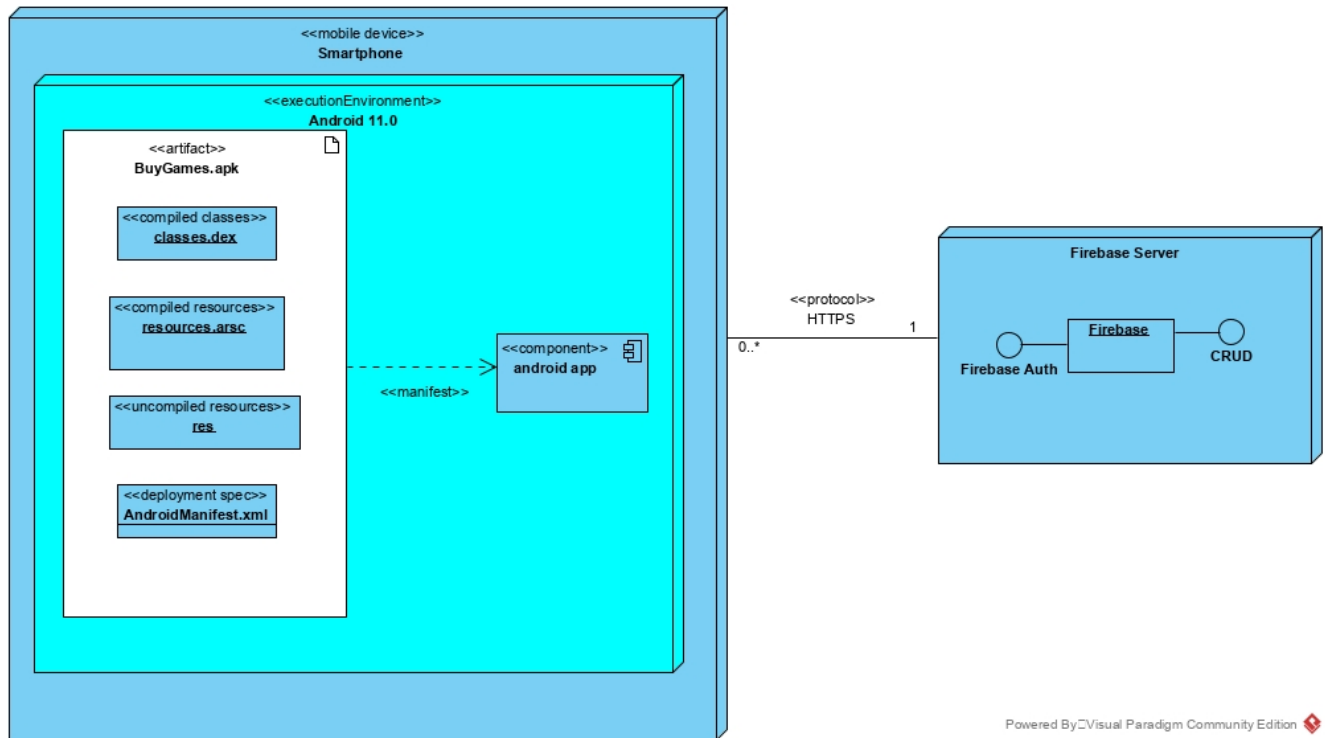 <<mobile device>>
Smartphone
<<executionEnvironment>>
Android 11.0
<<artifact>>
BuyGames.apk
<<compiled classes>>
classes.dex
<<compiled resources>>
resources.arsc
<<uncompiled resources>>
res
<<deployment spec>>
AndroidManifest.xml
<<manifest>>
<<component>>
android app
<<protocol>>
HTTPS
0..*
1
Firebase Server
Firebase Auth
Firebase
CRUD
Powered By□Visual Paradigm Community Edition